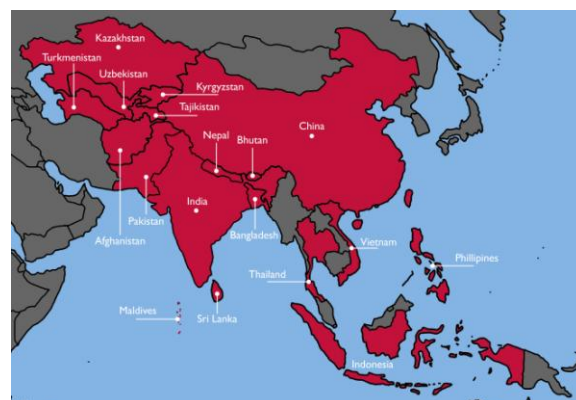 Kazakhstan
Turkmenistan
Uzbekistan
Kyrgyzstan
Tajikistan
China
Nepal
Bhutan
India
Pakistan
Afghanistan
Bangladesh
Vietnam
Phillipines
Thailand
Maldives
Sri Lanka
Indonesia